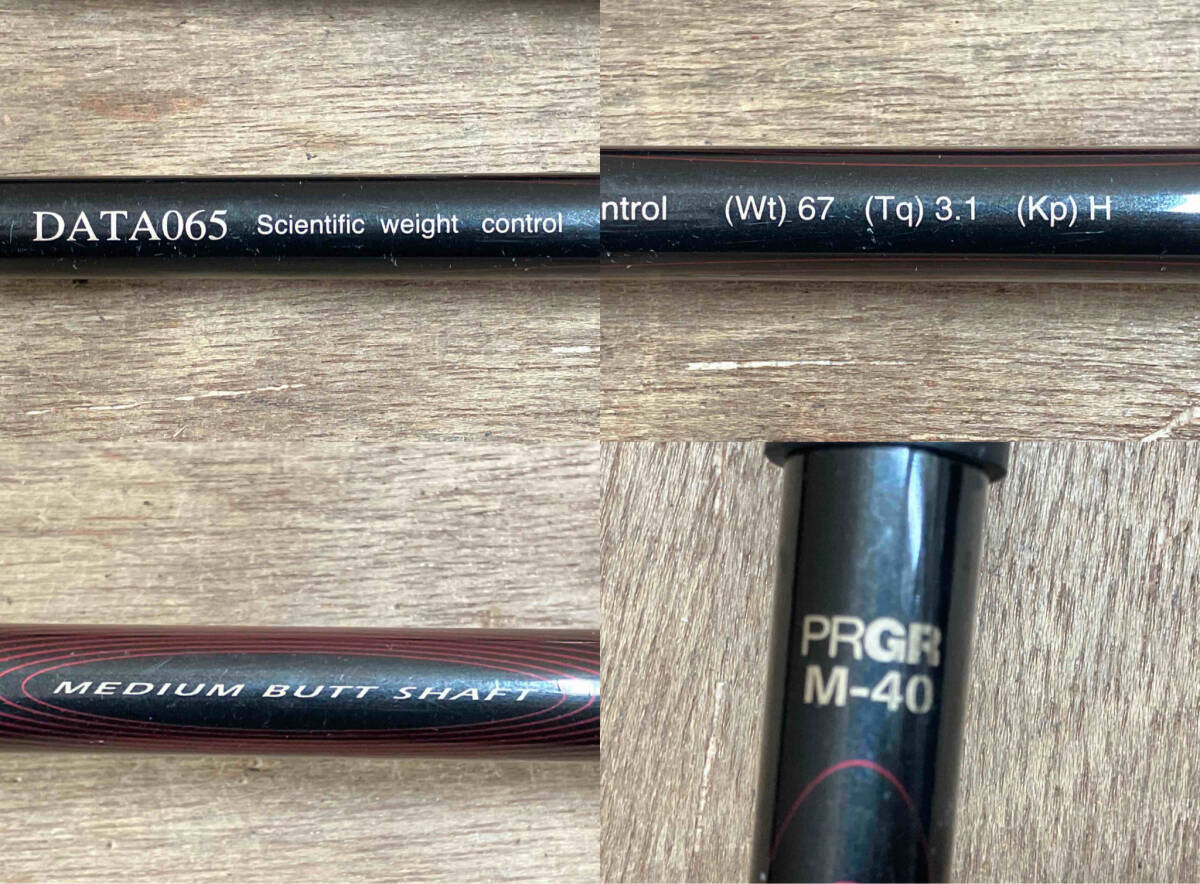 DATA065 Scientific weight control
ntrol (Wt) 67 (Tq) 3.1 (Kp) H
MEDIUM BUTT SHAFT
PRGR
M-40